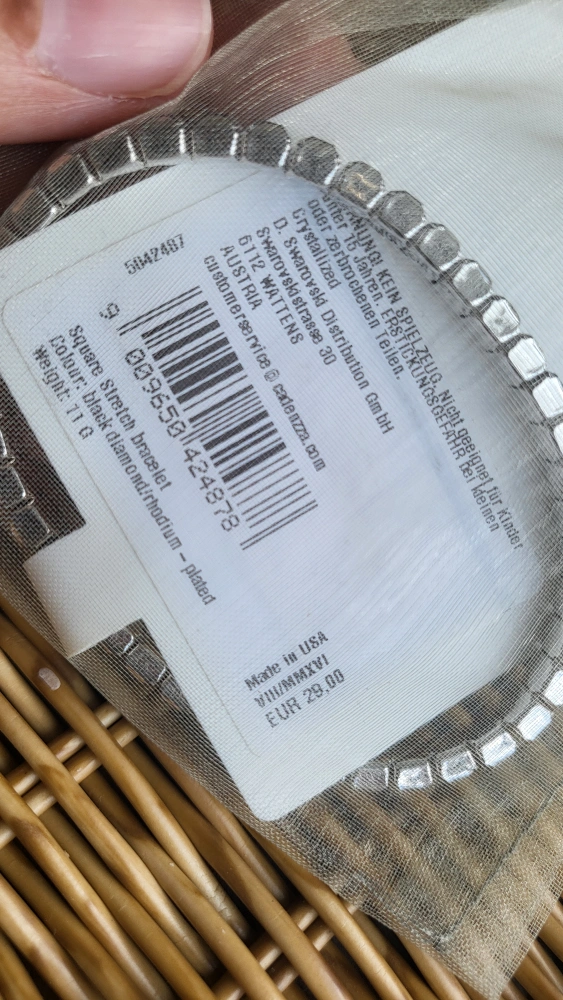 WARNUNG! KEIN SPIELZEUG. Nicht geeignet für Kinder
unter 15 Jahren. ERSTICKUNGSGEFAHR bei kleinen
oder zerbrochenen Teilen.
Crystallized
D. Swarovski Distribution GmbH
Swarovskistrasse 30
6112 WATTENS
AUSTRIA
customerservice@cadenzza.com
5042487
9 009650 424878
Square Stretch bracelet
Colour: black diamond/rhodium - plated
Weight: 11 G
Made in USA
VIII/MMXVI
EUR 29,00